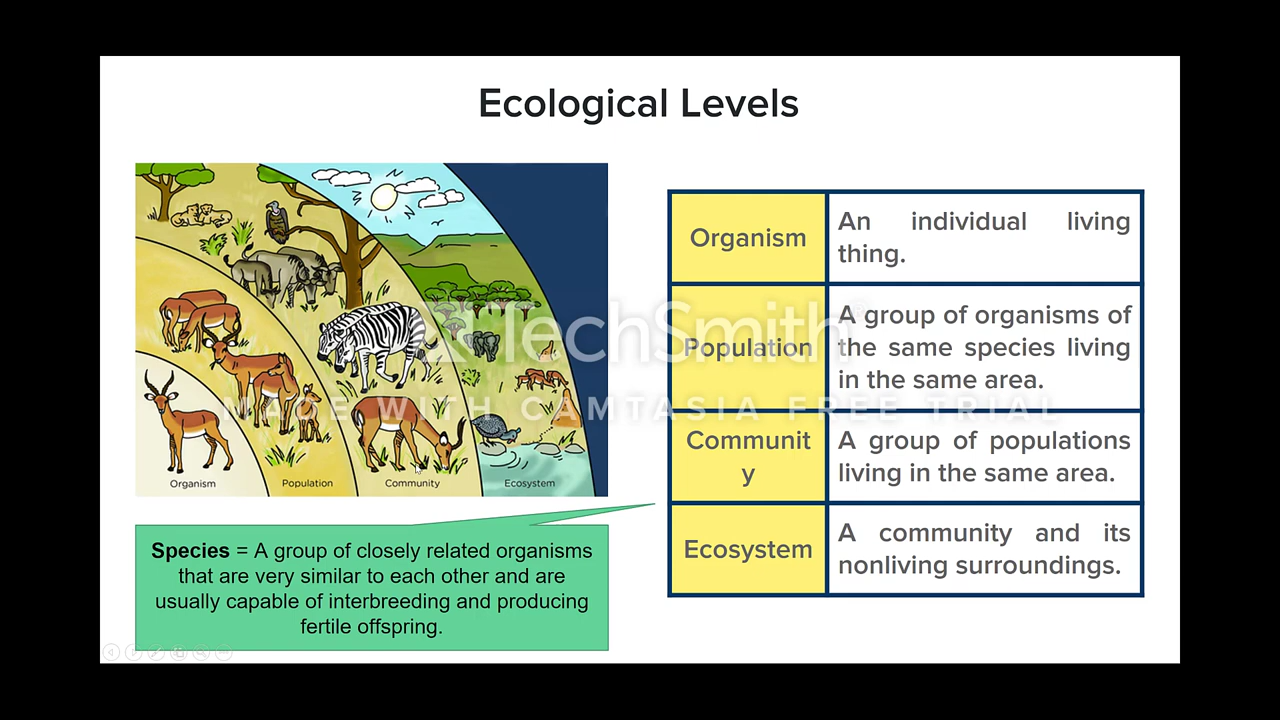 Ecological Levels
Organism
Population
Community
Ecosystem
Species = A group of closely related organisms
that are very similar to each other and are
usually capable of interbreeding and producing
fertile offspring.
Organism
An individual living
thing.
Population
A group of organisms of
the same species living
in the same area.
Communit
y
A group of populations
living in the same area.
Ecosystem
A community and its
nonliving surroundings.
TechSmith
MADE WITH CAMTASIA FREE TRIAL